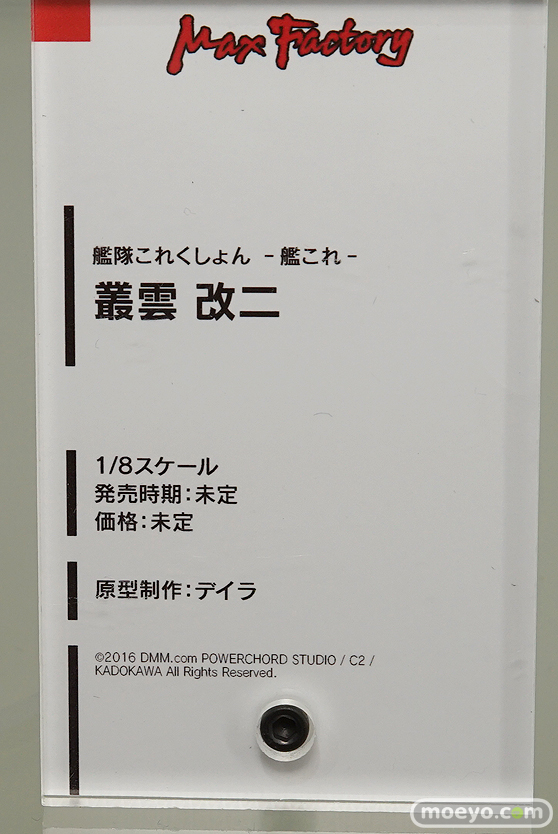 Max Factory
艦隊これくしょん -艦これ-
叢雲 改二
1/8スケール
発売時期:未定
価格:未定
原型制作:デイラ
©2016 DMM.com POWERCHORD STUDIO / C2 /
KADOKAWA All Rights Reserved.
moeyo.com